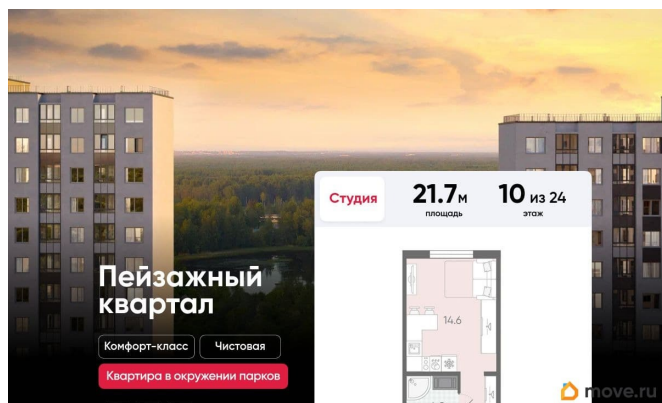 Студия
21.7м
площадь
10 из 24
этаж
14.6
Пейзажный
квартал
Комфорт-класс
Чистовая
Квартира в окружении парков
move.ru